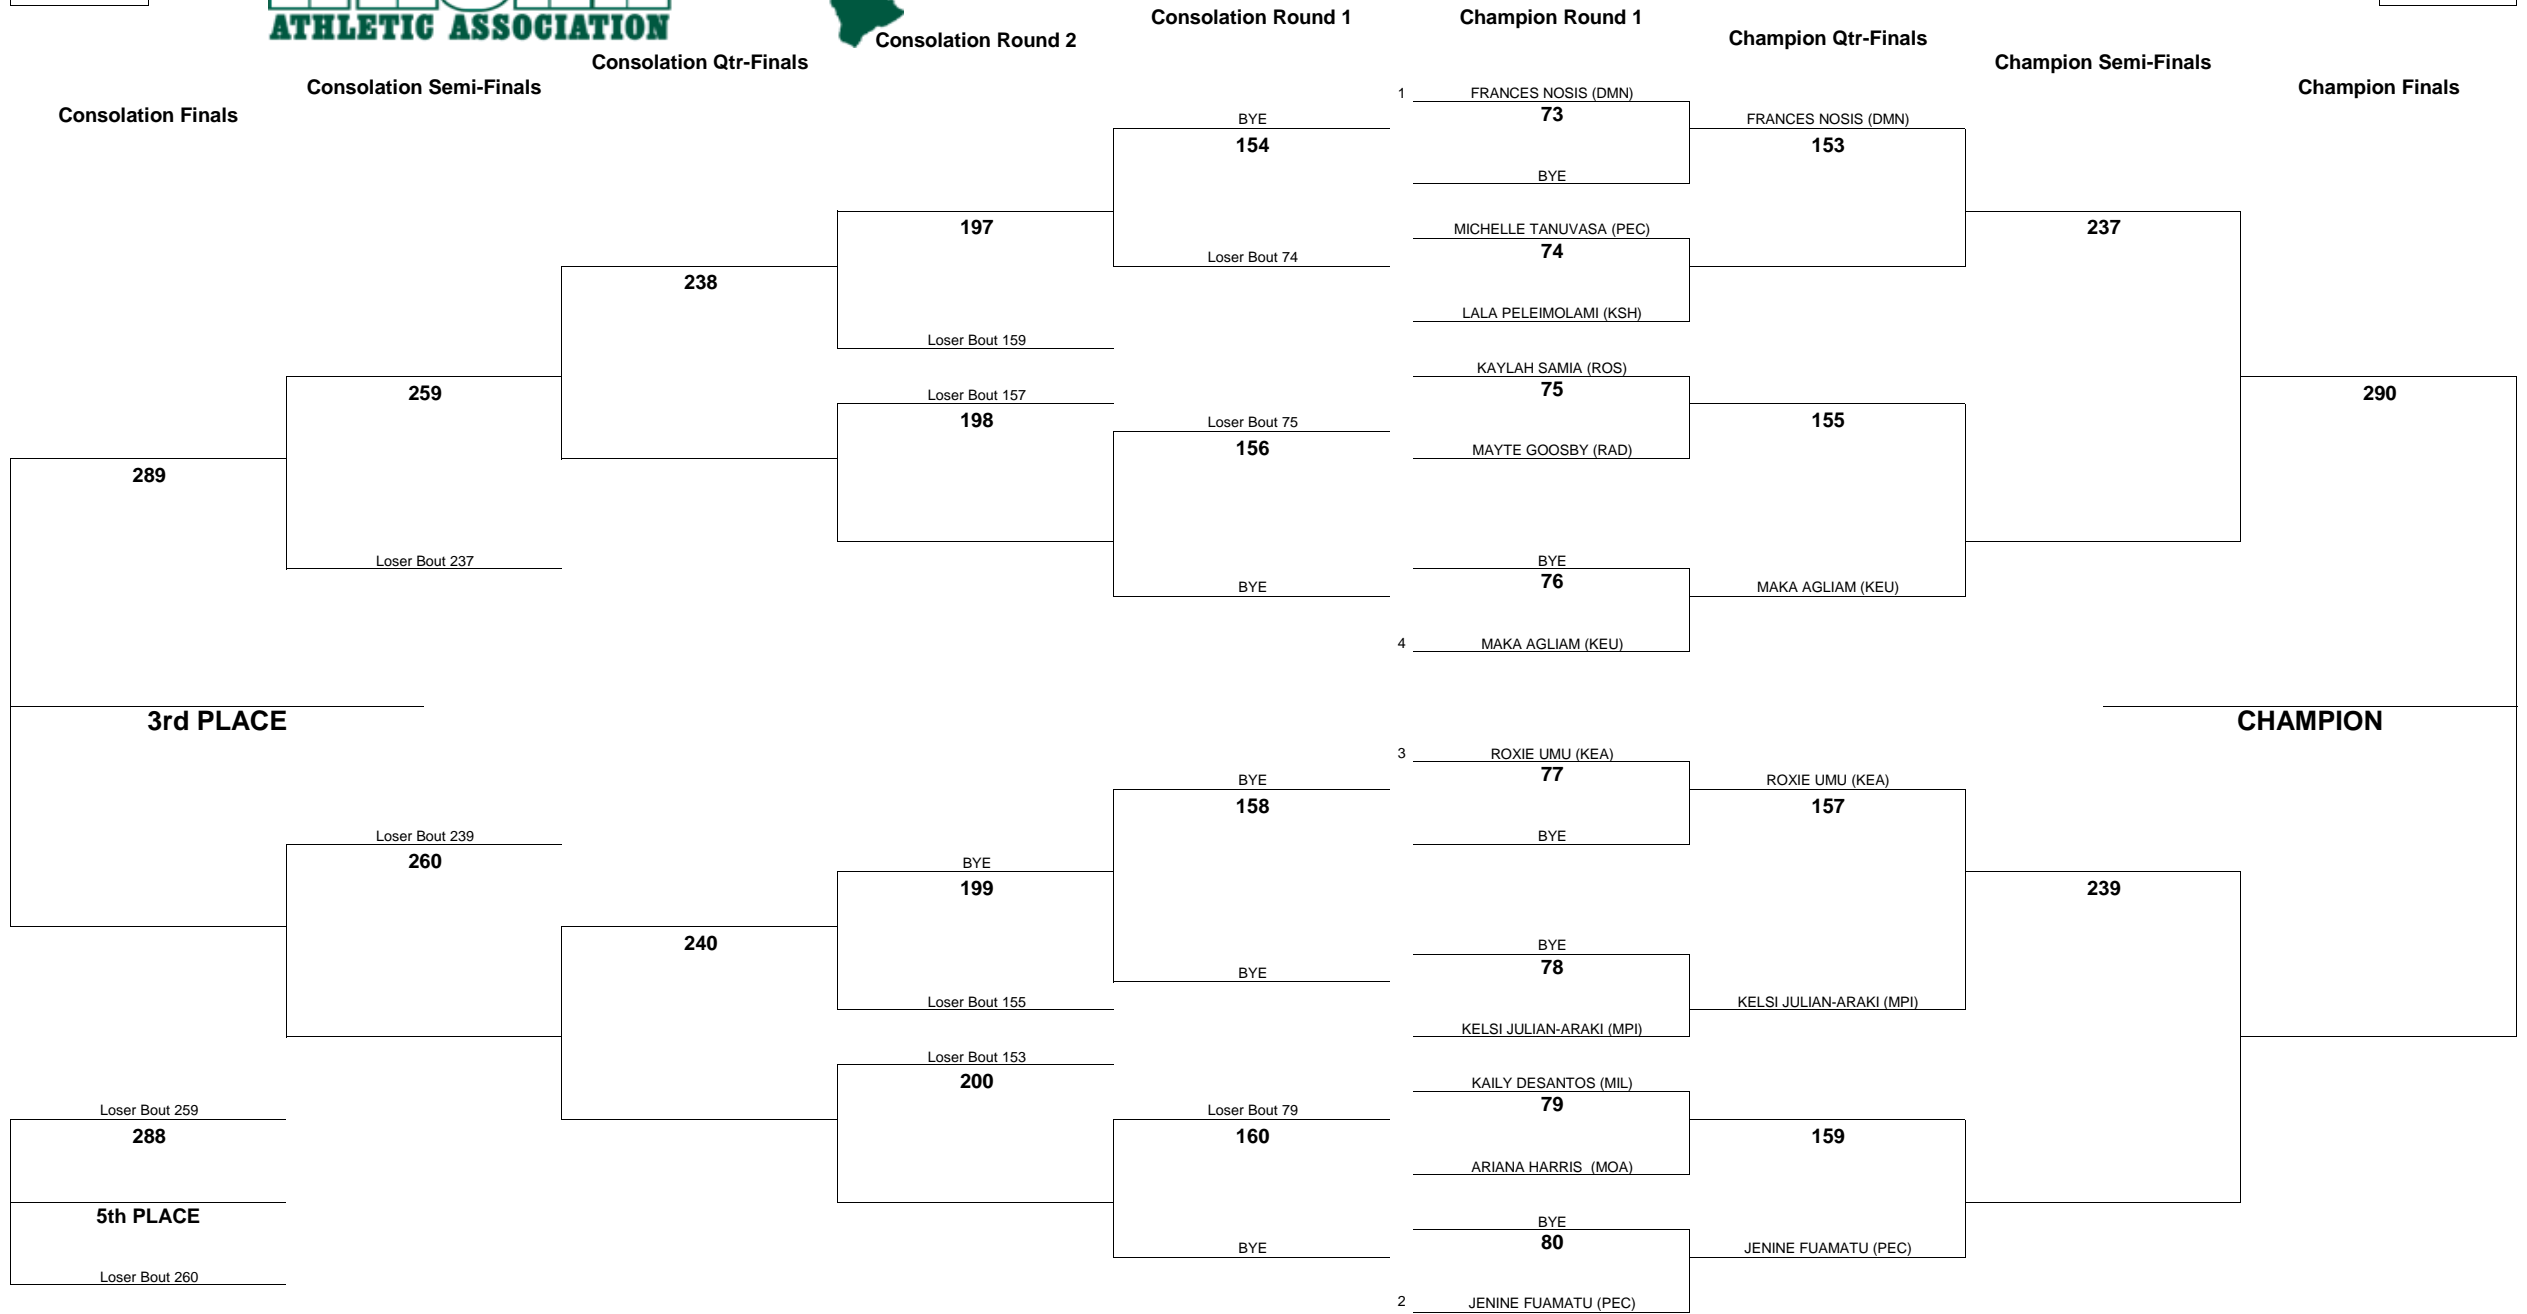 ATHLETIC ASSOCIATION
Consolation Finals
Consolation Semi-Finals
Consolation Qtr-Finals
Consolation Round 2
Consolation Round 1
Champion Round 1
Champion Qtr-Finals
Champion Semi-Finals
Champion Finals
1 FRANCES NOSIS (DMN)
73
BYE
MICHELLE TANUVASA (PEC)
74
LALA PELEIMOLAMI (KSH)
KAYLAH SAMIA (ROS)
75
MAYTE GOOSBY (RAD)
BYE
76
4 MAKA AGLIAM (KEU)
3 ROXIE UMU (KEA)
77
BYE
BYE
78
KELSI JULIAN-ARAKI (MPI)
KAILY DESANTOS (MIL)
79
ARIANA HARRIS (MOA)
BYE
80
2 JENINE FUAMATU (PEC)
FRANCES NOSIS (DMN)
153
155
MAKA AGLIAM (KEU)
ROXIE UMU (KEA)
157
KELSI JULIAN-ARAKI (MPI)
159
JENINE FUAMATU (PEC)
237
239
290
CHAMPION
BYE
154
Loser Bout 74
Loser Bout 75
156
BYE
BYE
158
BYE
Loser Bout 79
160
BYE
197
Loser Bout 159
Loser Bout 157
198
BYE
199
Loser Bout 155
Loser Bout 153
200
238
240
259
Loser Bout 237
Loser Bout 239
260
289
3rd PLACE
Loser Bout 259
288
5th PLACE
Loser Bout 260